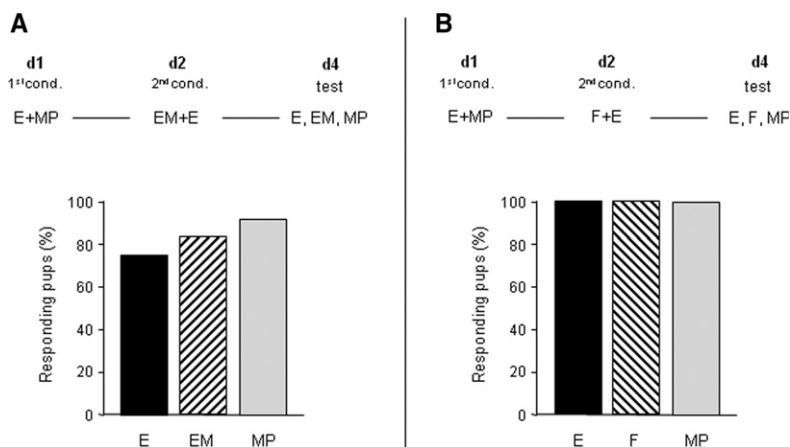 A
d1 d2 d4
1st cond. 2nd cond. test
E+MP EM+E E, EM, MP
Responding pups (%)
100
80
60
40
20
0
E EM MP
B
d1 d2 d4
1st cond. 2nd cond. test
E+MP F+E E, F, MP
Responding pups (%)
100
80
60
40
20
0
E F MP